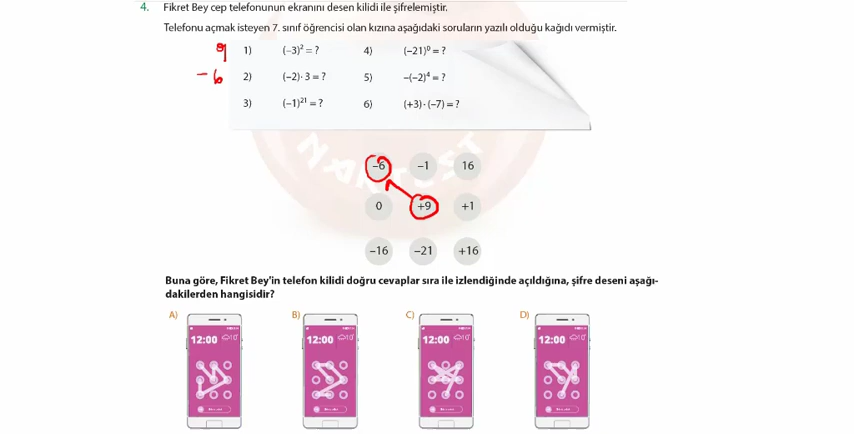 4. Fikret Bey cep telefonunun ekranını desen kilidi ile şifrelemiştir.
Telefonu açmak isteyen 7. sınıf öğrencisi olan kızına aşağıdaki soruların yazılı olduğu kağıdı vermiştir.
9 1) (–3)² = ? 4) (–21)⁰ = ?
–6 2) (–2)· 3 = ? 5) –(–2)⁴ = ?
3) (–1)²¹ = ? 6) (+3)·(–7) = ?
–6 –1 16
0 +9 +1
–16 –21 +16
Buna göre, Fikret Bey'in telefon kilidi doğru cevaplar sıra ile izlendiğinde açıldığına, şifre deseni aşağı-
dakilerden hangisidir?
A) B) C) D)
12:00 12:00 12:00 12:00